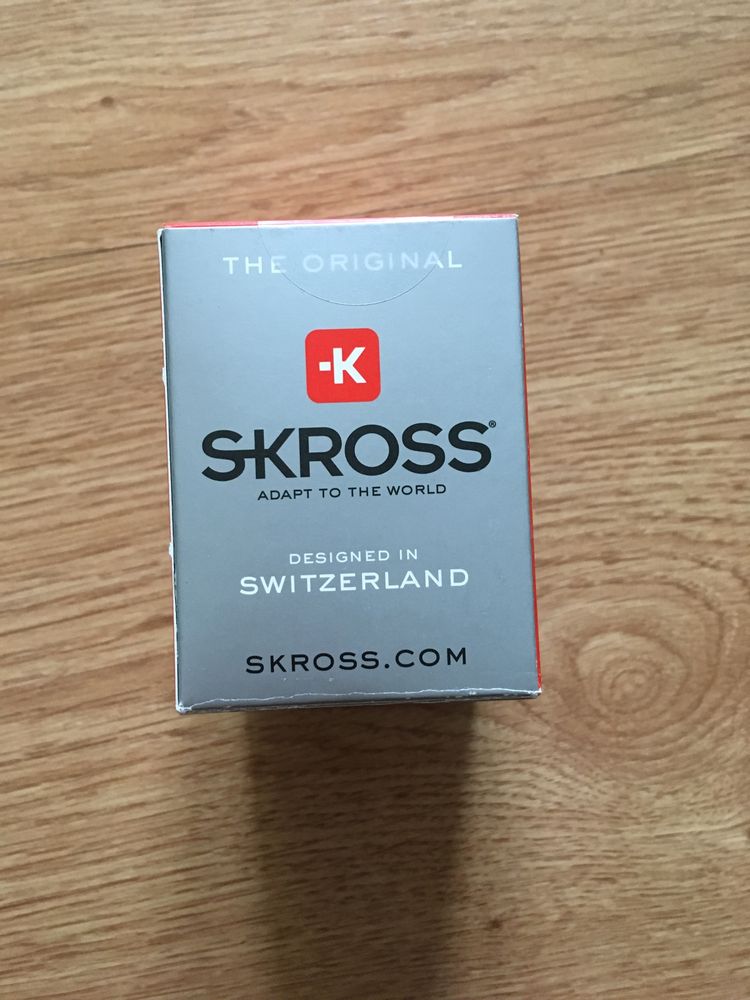 THE ORIGINAL
·K
SKROSS®
ADAPT TO THE WORLD
DESIGNED IN
SWITZERLAND
SKROSS.COM